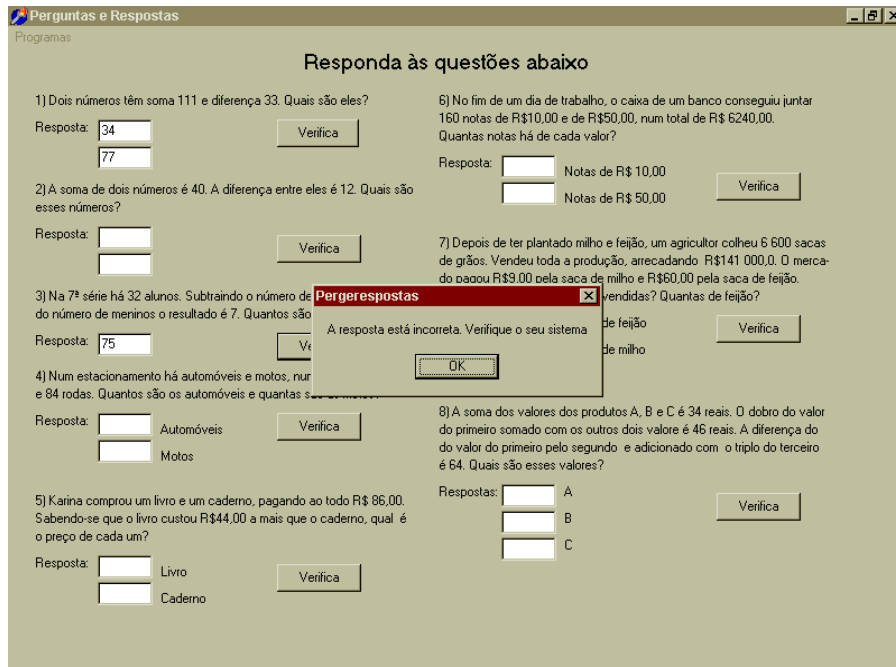 Perguntas e Respostas
Programas
Responda às questões abaixo
1) Dois números têm soma 111 e diferença 33. Quais são eles?
Resposta: 34
77
Verifica
2) A soma de dois números é 40. A diferença entre eles é 12. Quais são
esses números?
Resposta:
Verifica
3) Na 7ª série há 32 alunos. Subtraindo o número de
do número de meninos o resultado é 7. Quantos são
Resposta: 75
4) Num estacionamento há automóveis e motos,
e 84 rodas. Quantos são os automóveis e quantas
Resposta:
Automóveis
Motos
Verifica
5) Karina comprou um livro e um caderno, pagando ao todo R$ 86,00.
Sabendo-se que o livro custou R$44,00 a mais que o caderno, qual é
o preço de cada um?
Resposta:
Livro
Caderno
Verifica
6) No fim de um dia de trabalho, o caixa de um banco conseguiu juntar
160 notas de R$10,00 e de R$50,00, num total de R$ 6240,00.
Quantas notas há de cada valor?
Resposta:
Notas de R$ 10,00
Notas de R$ 50,00
Verifica
7) Depois de ter plantado milho e feijão, um agricultor colheu 6 600 sacas
de grãos. Vendeu toda a produção, arrecadando R$141 000,0. O merca-
do pagou R$9.00 pela saca de milho e R$60,00 pela saca de feijão.
vendidas? Quantas de feijão?
de feijão
de milho
Verifica
Pergerespostas
A resposta está incorreta. Verifique o seu sistema
OK
8) A soma dos valores dos produtos A, B e C é 34 reais. O dobro do valor
do primeiro somado com os outros dois valore é 46 reais. A diferença do
do valor do primeiro pelo segundo e adicionado com o triplo do terceiro
é 64. Quais são esses valores?
Respostas:
A
B
C
Verifica